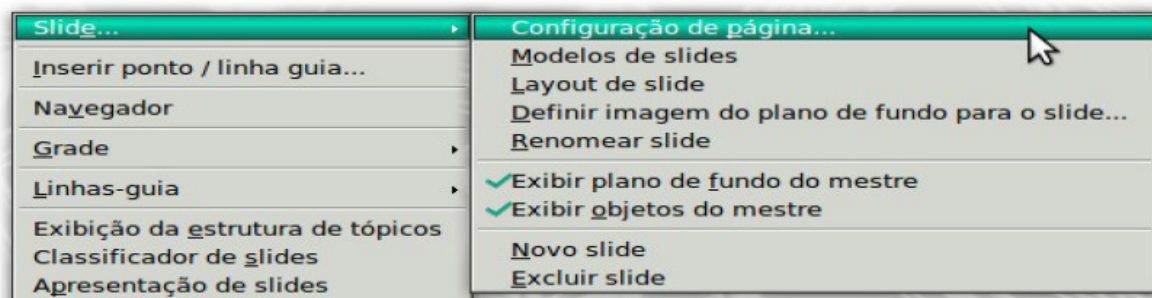 Slide...
Inserir ponto / linha guia...
Navegador
Grade
Linhas-guia
Exibição da estrutura de tópicos
Classificador de slides
Apresentação de slides
Configuração de página...
Modelos de slides
Layout de slide
Definir imagem do plano de fundo para o slide...
Renomear slide
Exibir plano de fundo do mestre
Exibir objetos do mestre
Novo slide
Excluir slide